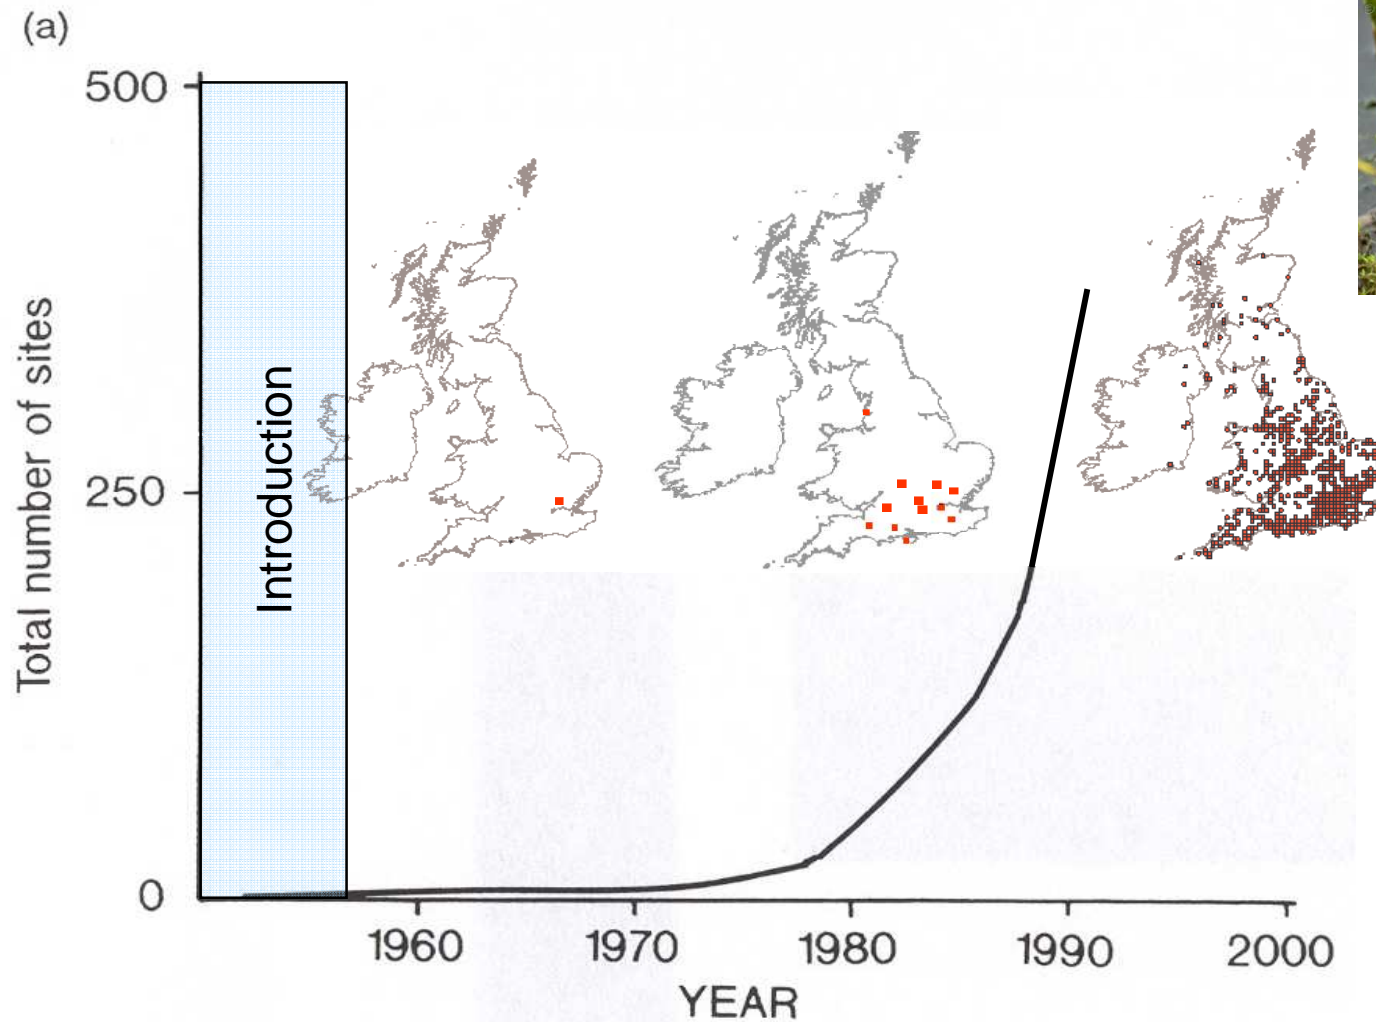 (a)
500
250
0
Total number of sites
Introduction
1960 1970 1980 1990 2000
YEAR